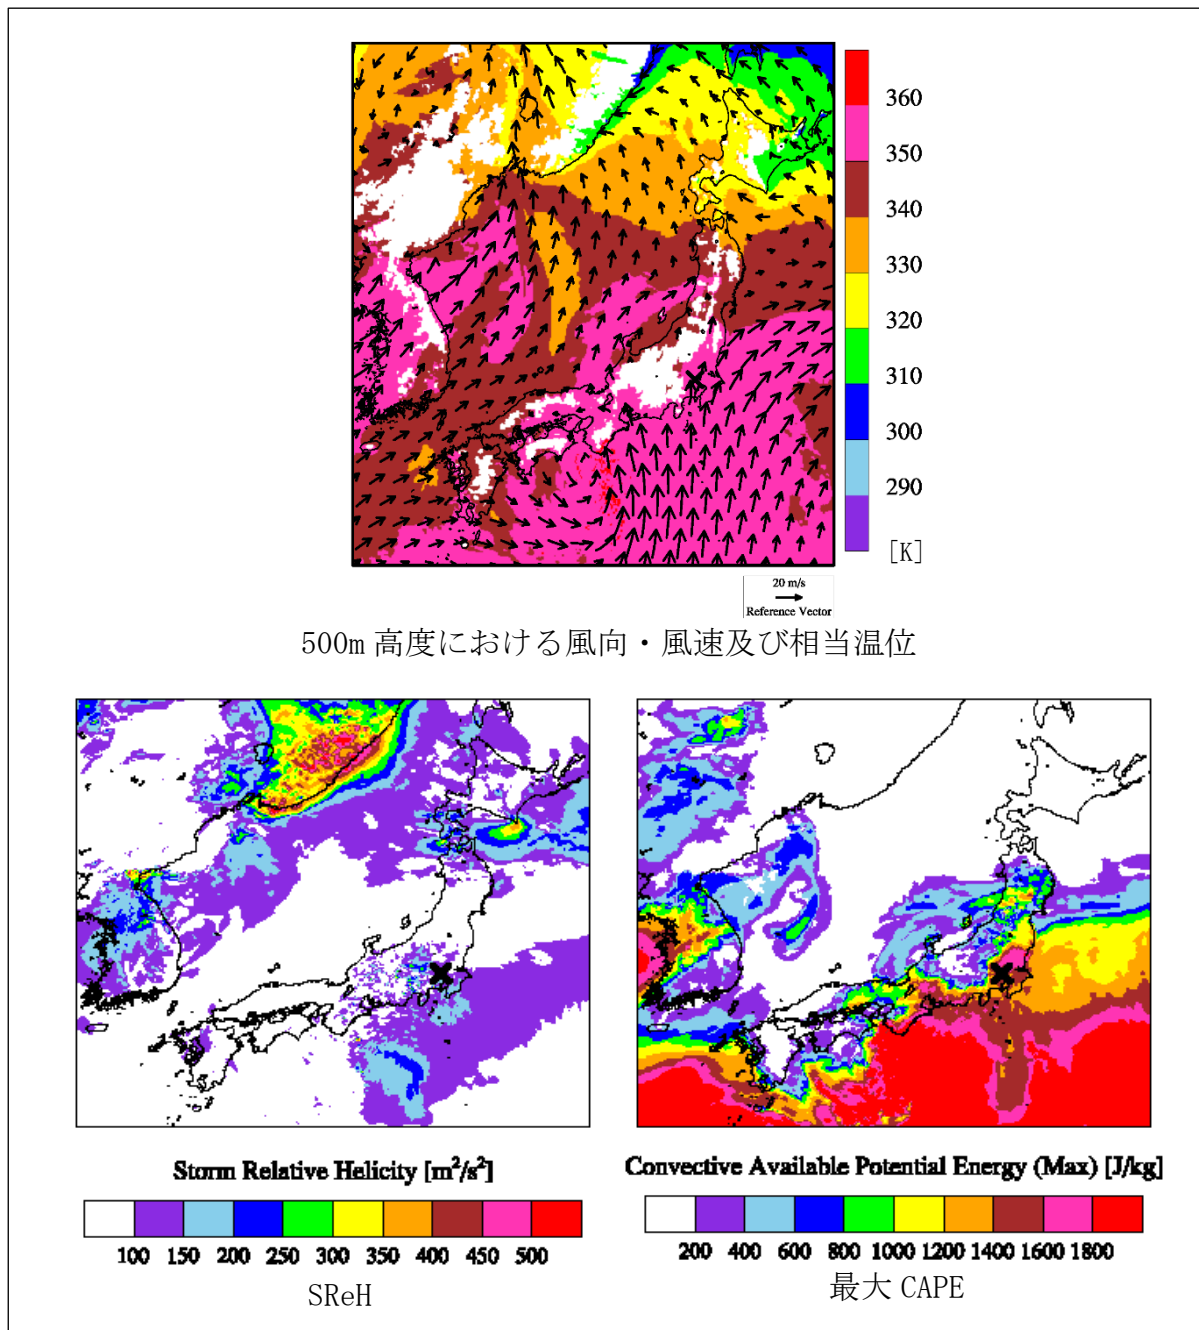 360
350
340
330
320
310
300
290
[K]
20 m/s
Reference Vector
500m 高度における風向・風速及び相当温位
Storm Relative Helicity [m²/s²]
100 150 200 250 300 350 400 450 500
SReH
Convective Available Potential Energy (Max) [J/kg]
200 400 600 800 1000 1200 1400 1600 1800
最大 CAPE